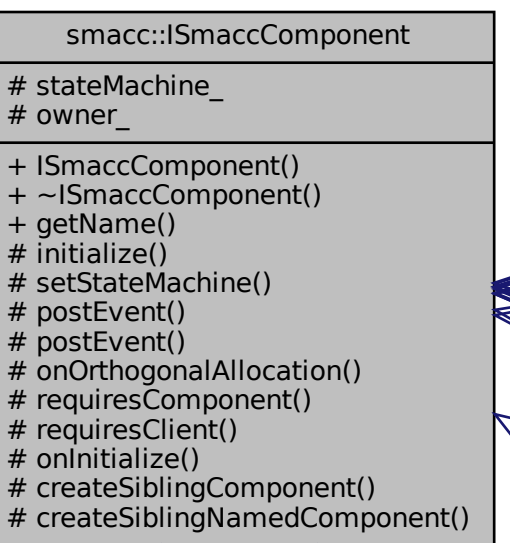 smacc::ISmaccComponent
# stateMachine_
# owner_
+ ISmaccComponent()
+ ~ISmaccComponent()
+ getName()
# initialize()
# setStateMachine()
# postEvent()
# postEvent()
# onOrthogonalAllocation()
# requiresComponent()
# requiresClient()
# onInitialize()
# createSiblingComponent()
# createSiblingNamedComponent()